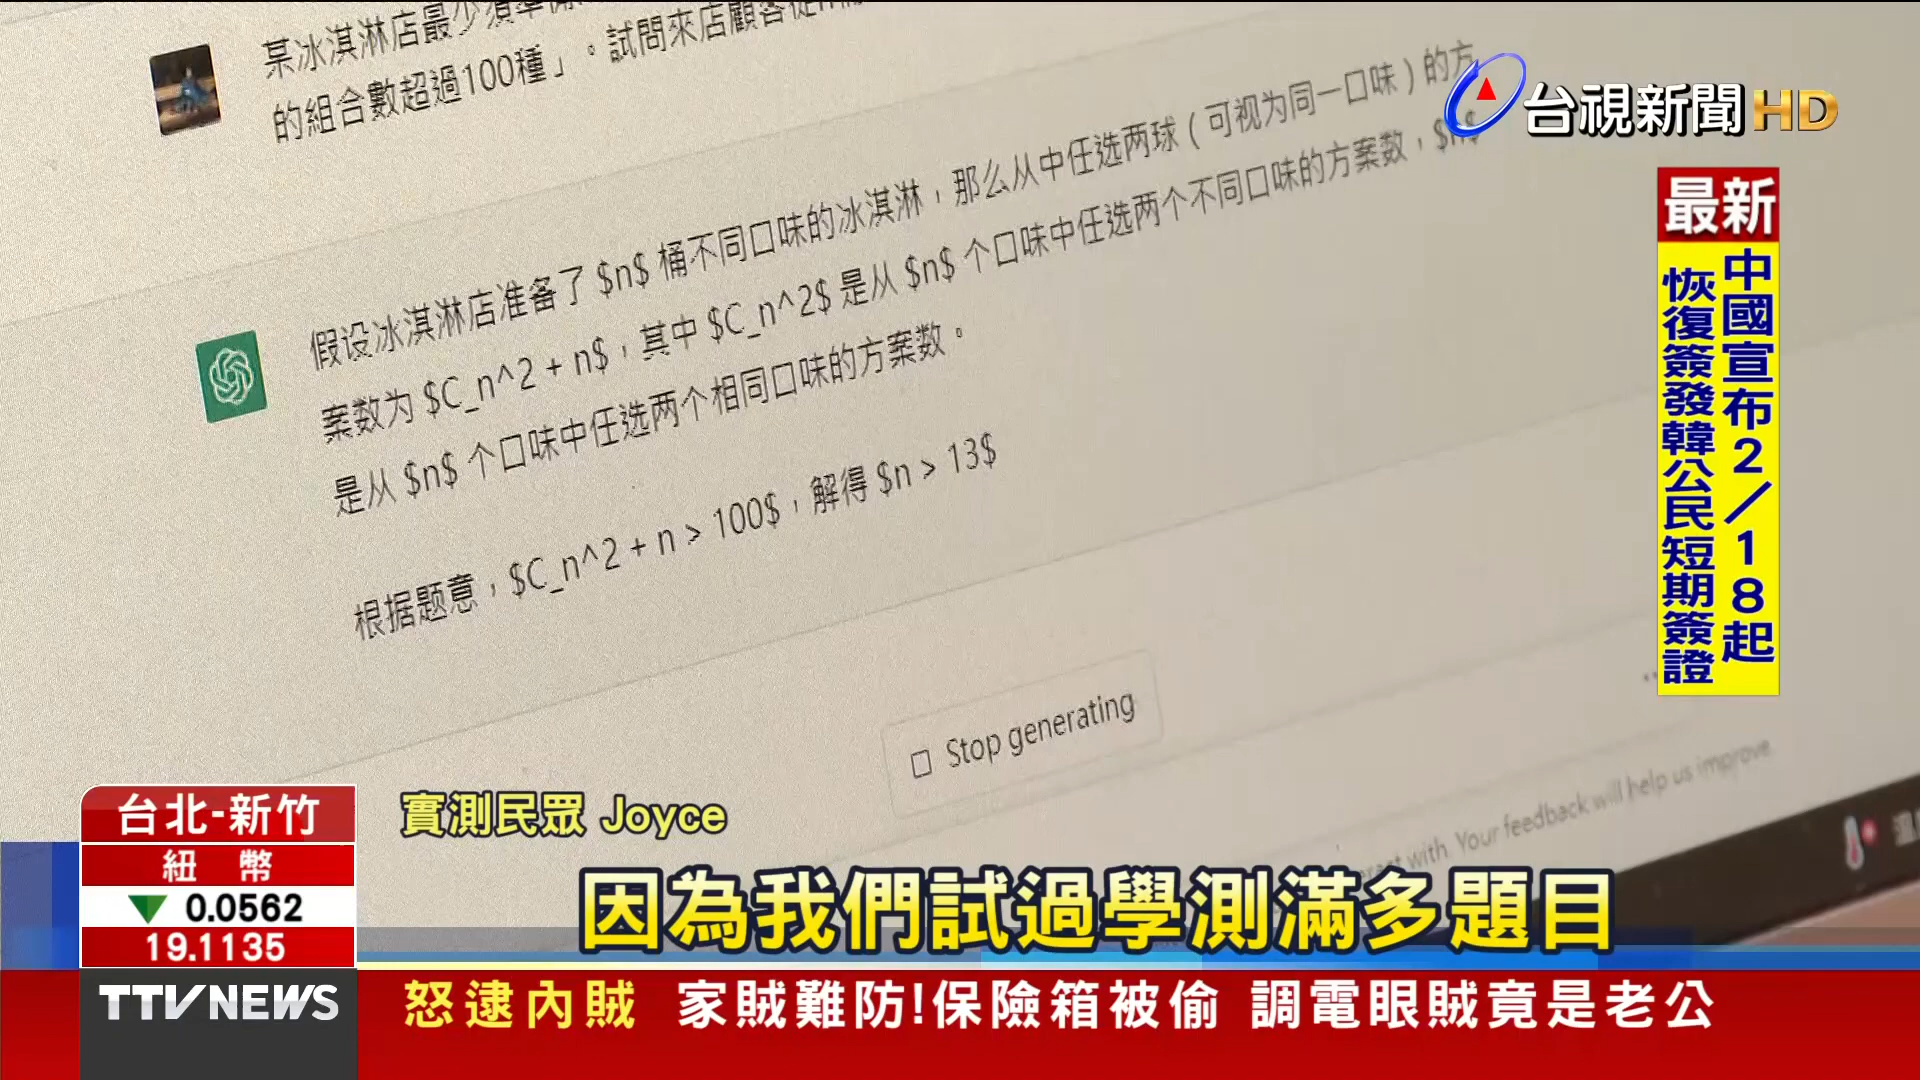 某冰淇淋店最少須準備
的組合數超過100種」。試問來店顧客從
假设冰淇淋店准备了 $n$ 桶不同口味的冰淇淋，那么从中任选两球（可视为同一口味）的方
案数为 $C_n^2 + n$，其中 $C_n^2$ 是从 $n$ 个口味中任选两个不同口味的方案数，$n$
是从 $n$ 个口味中任选两个相同口味的方案数。
根据题意，$C_n^2 + n > 100$，解得 $n > 13$
Stop generating
with. Your feedback will help us improve
台視新聞HD
最新
中國宣布2/18起
恢復簽發韓公民短期簽證
台北-新竹
紐幣
0.0562
19.1135
實測民眾 Joyce
因為我們試過學測滿多題目
TTV NEWS
怒逮內賊 家賊難防!保險箱被偷 調電眼賊竟是老公